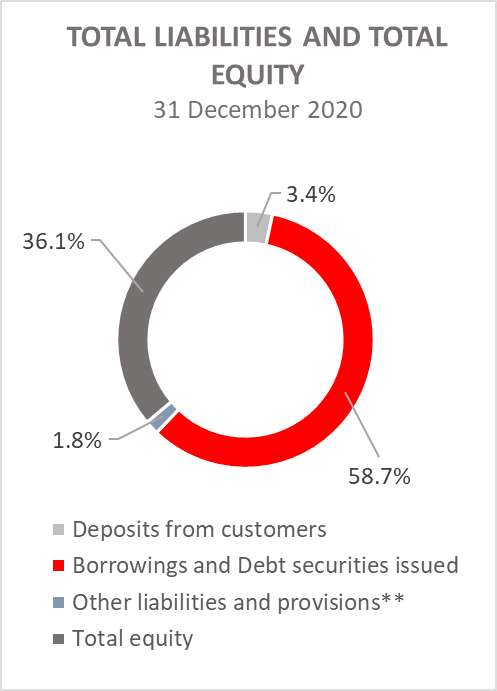 TOTAL LIABILITIES AND TOTAL
EQUITY
31 December 2020
3.4%
36.1%
1.8%
58.7%
Deposits from customers
Borrowings and Debt securities issued
Other liabilities and provisions**
Total equity